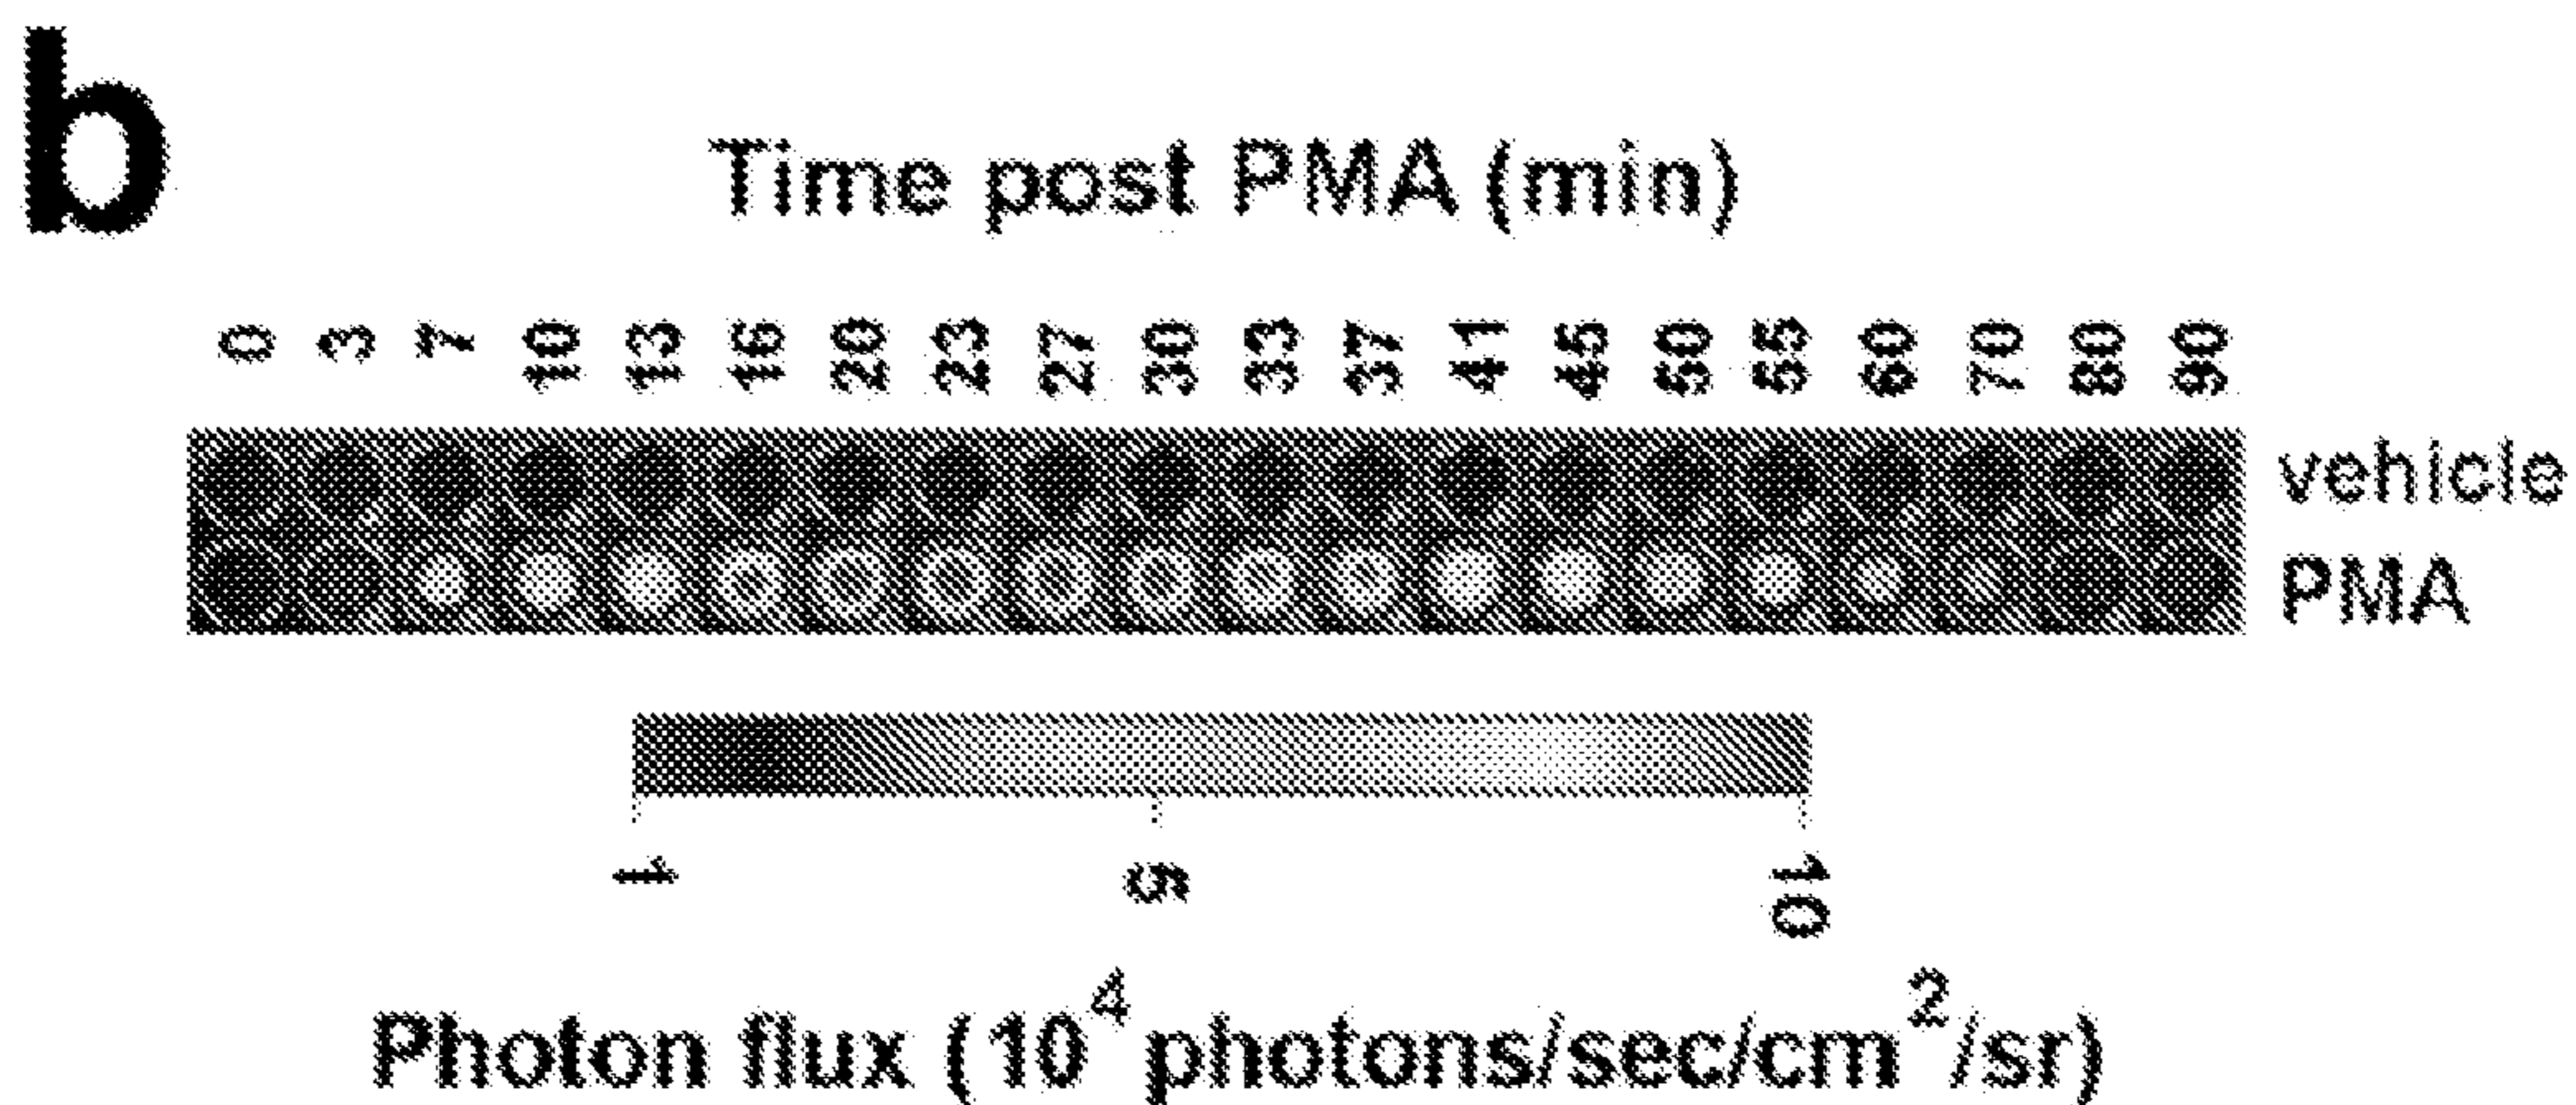 b
Time post PMA (min)
0 3 7 10 13 16 20 23 27 30 33 37 41 45 50 55 60 70 80 90
vehicle
PMA
1 5 10
Photon flux (10⁴ photons/sec/cm²/sr)